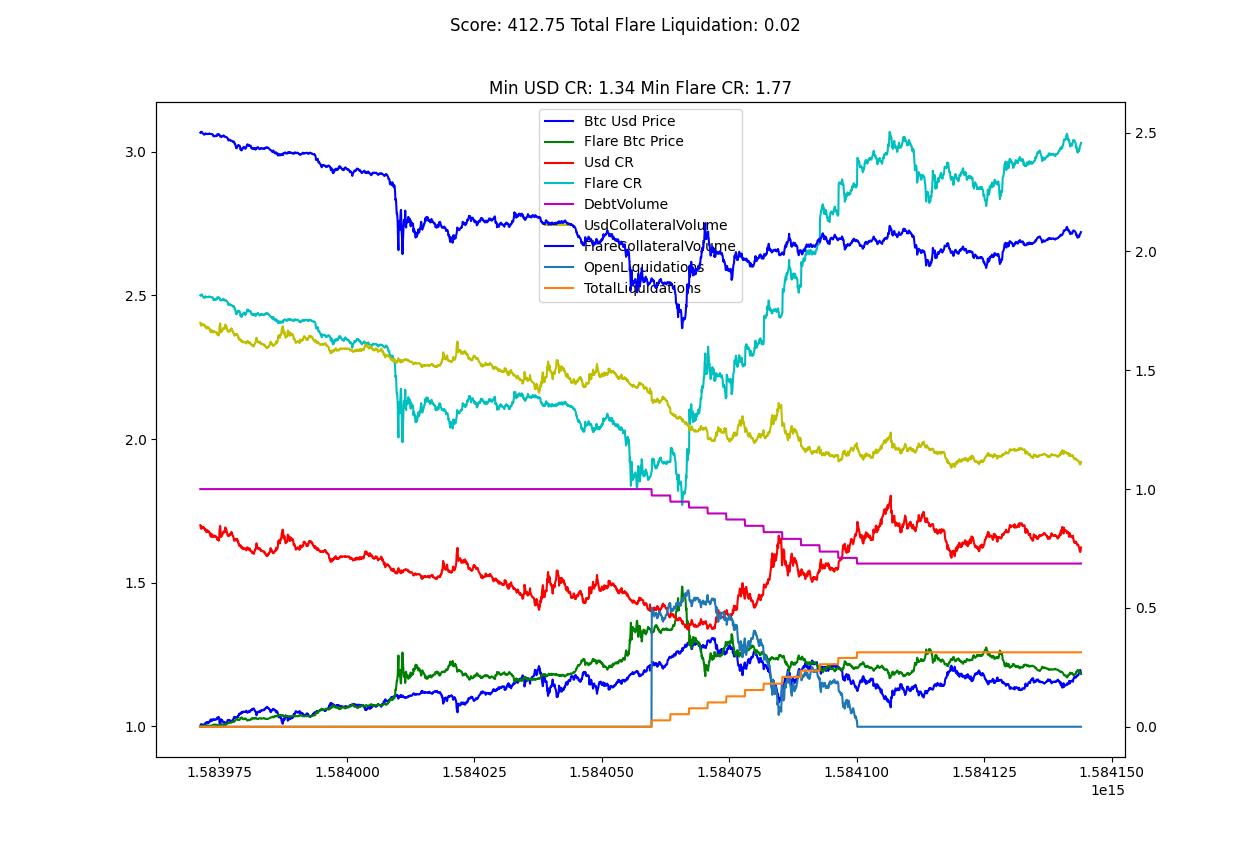 Score: 412.75 Total Flare Liquidation: 0.02
Min USD CR: 1.34 Min Flare CR: 1.77
Btc Usd Price
Flare Btc Price
Usd CR
Flare CR
DebtVolume
UsdCollateralVolume
FlareCollateralVolume
OpenLiquidations
TotalLiquidations
3.0
2.5
2.0
1.5
1.0
2.5
2.0
1.5
1.0
0.5
0.0
1.583975 1.584000 1.584025 1.584050 1.584075 1.584100 1.584125 1.584150
1e15